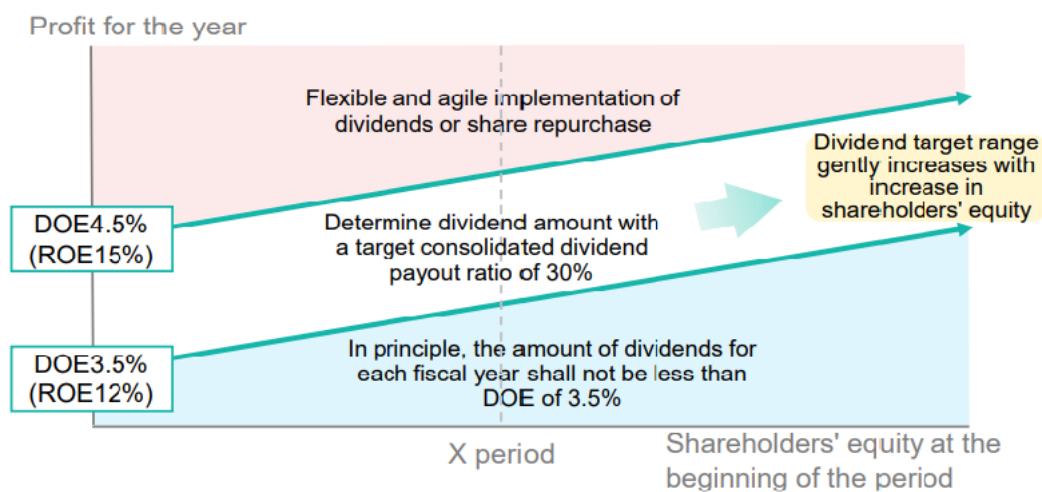 Profit for the year
Flexible and agile implementation of
dividends or share repurchase
Dividend target range
gently increases with
increase in
shareholders' equity
DOE4.5%
(ROE15%)
Determine dividend amount with
a target consolidated dividend
payout ratio of 30%
DOE3.5%
(ROE12%)
In principle, the amount of dividends for
each fiscal year shall not be less than
DOE of 3.5%
X period
Shareholders' equity at the
beginning of the period